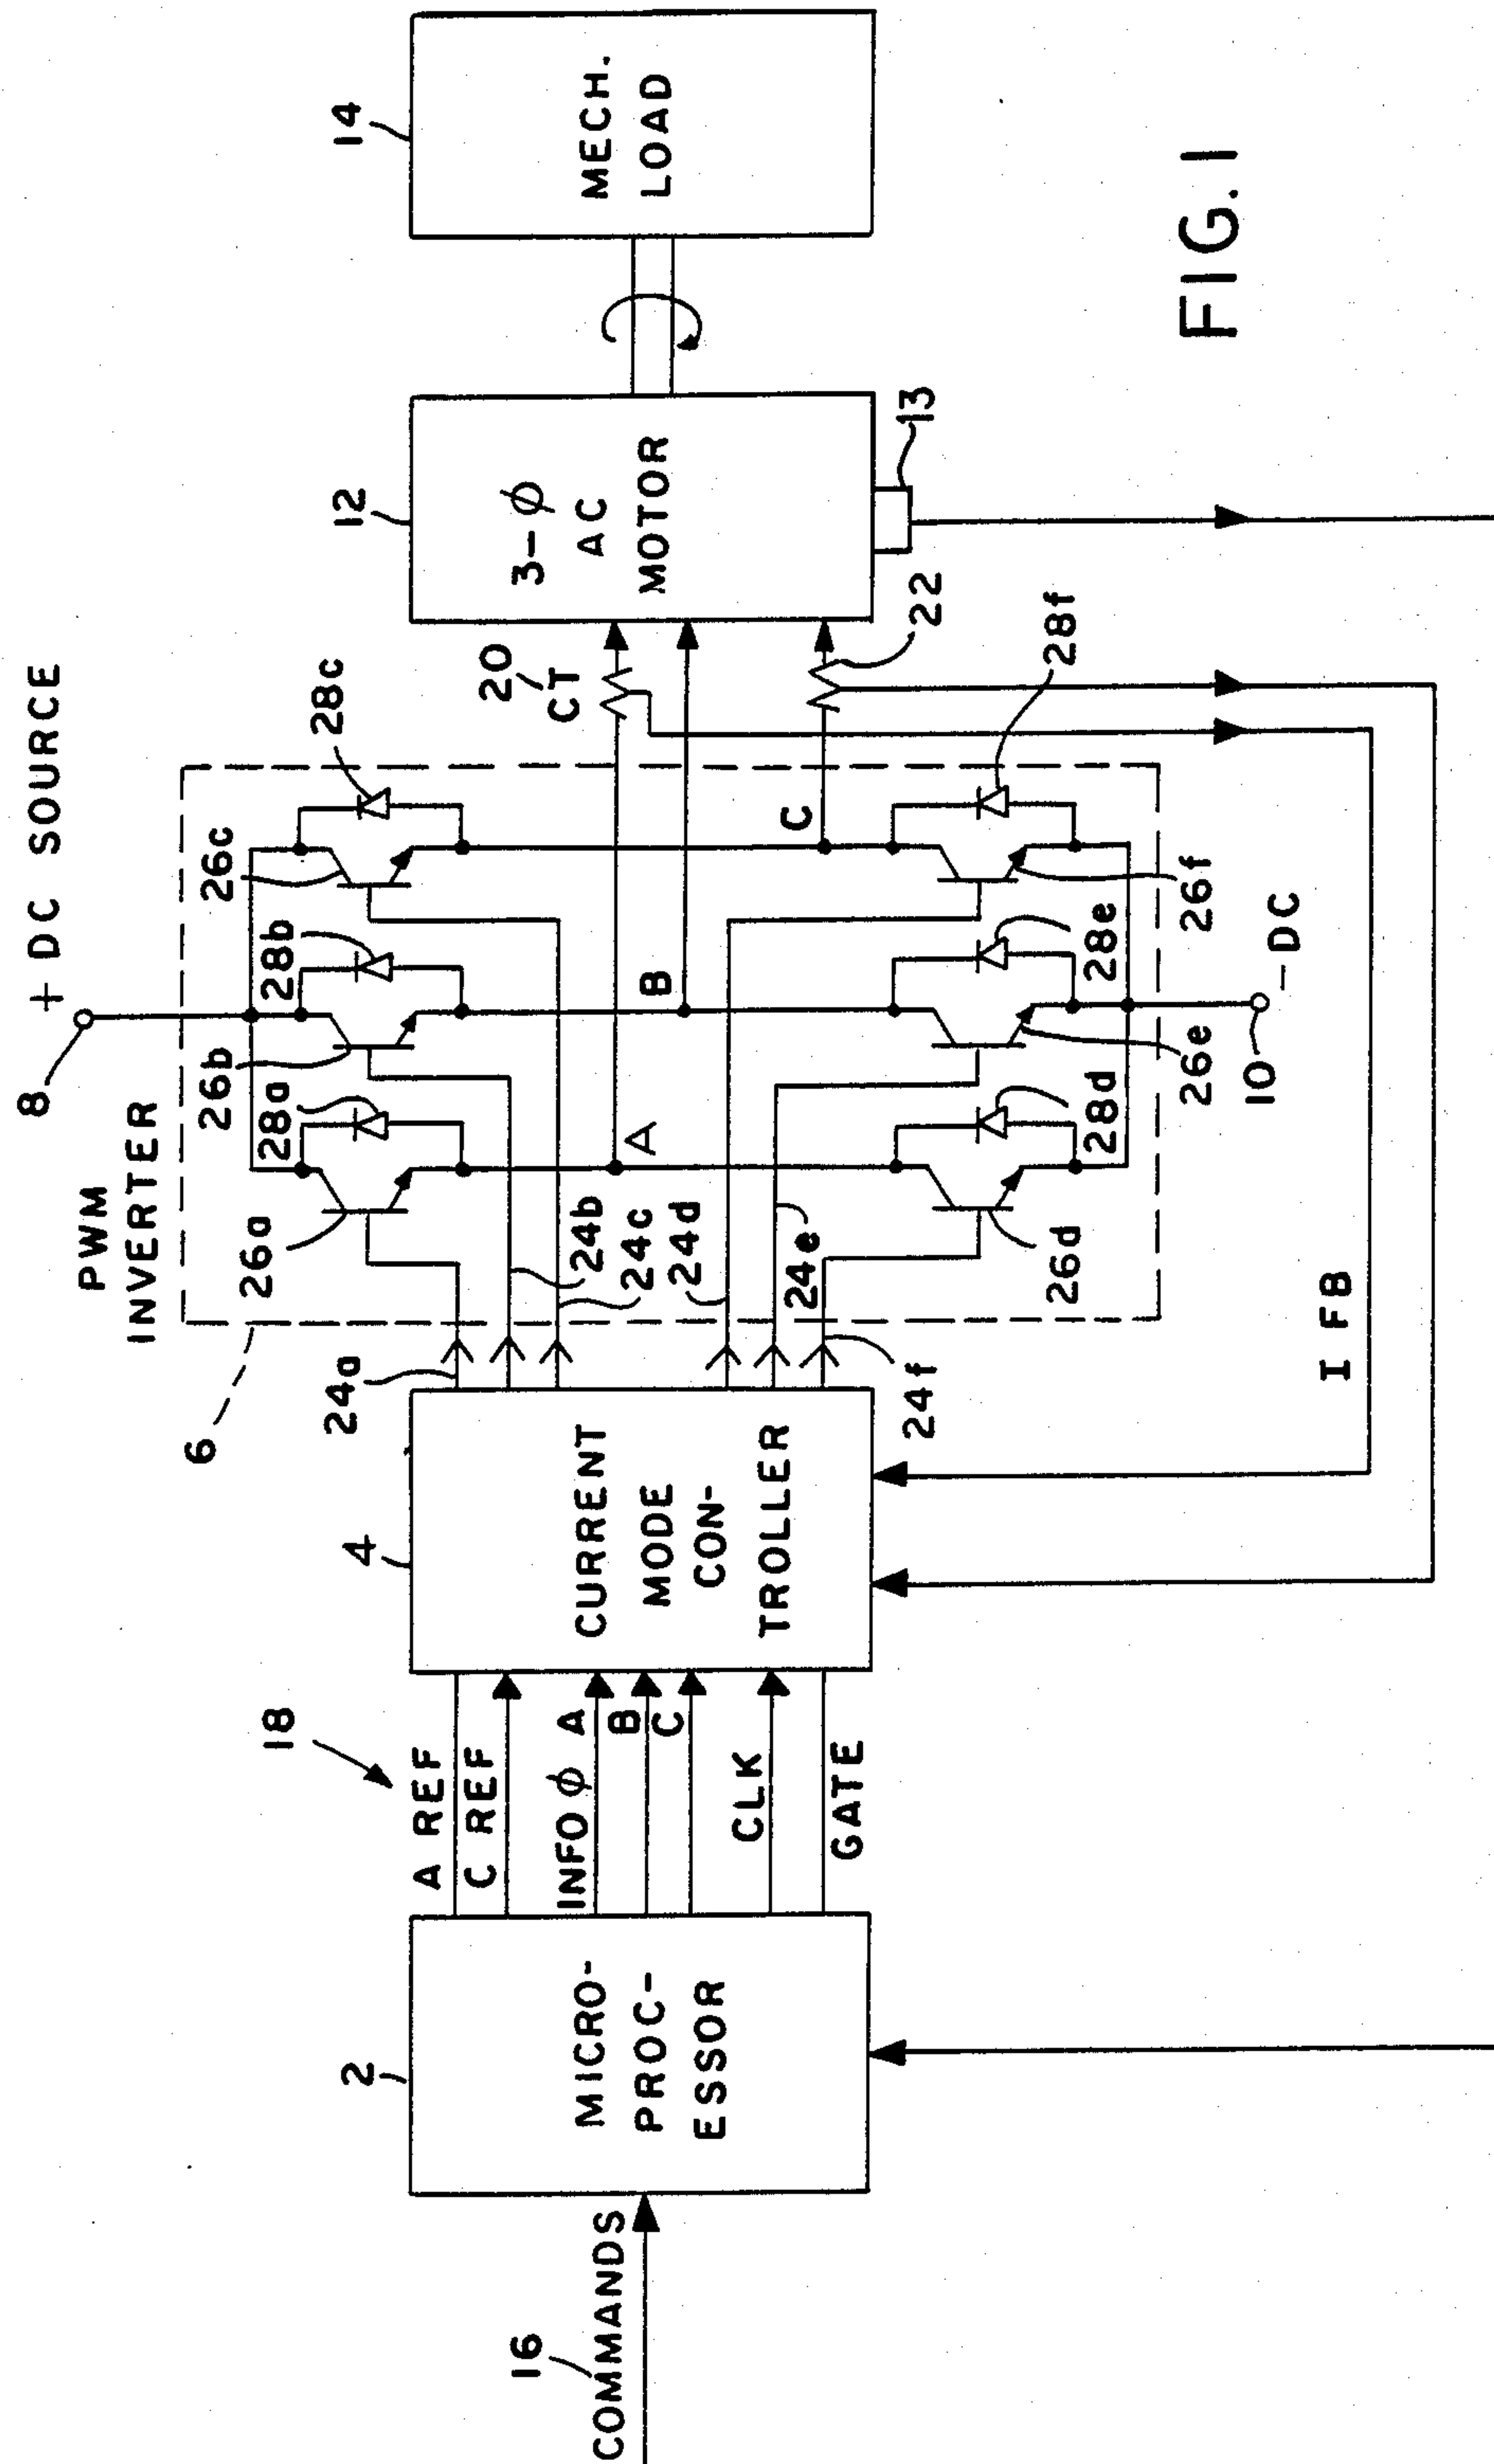 + DC SOURCE
8
PWM
INVERTER
6
26a
28a
26b
28b
26c
28c
24a
24b
24c
24d
24e
24f
A
B
C
26d
28d
26e
28e
26f
28f
10
- DC
20
CT
22
I FB
16
COMMANDS
2
MICRO-
PROC-
ESSOR
18
A REF
C REF
INFO ϕ A
B
C
CLK
GATE
4
CURRENT
MODE
CON-
TROLLER
12
3-ϕ
AC
MOTOR
13
14
MECH.
LOAD
FIG. 1